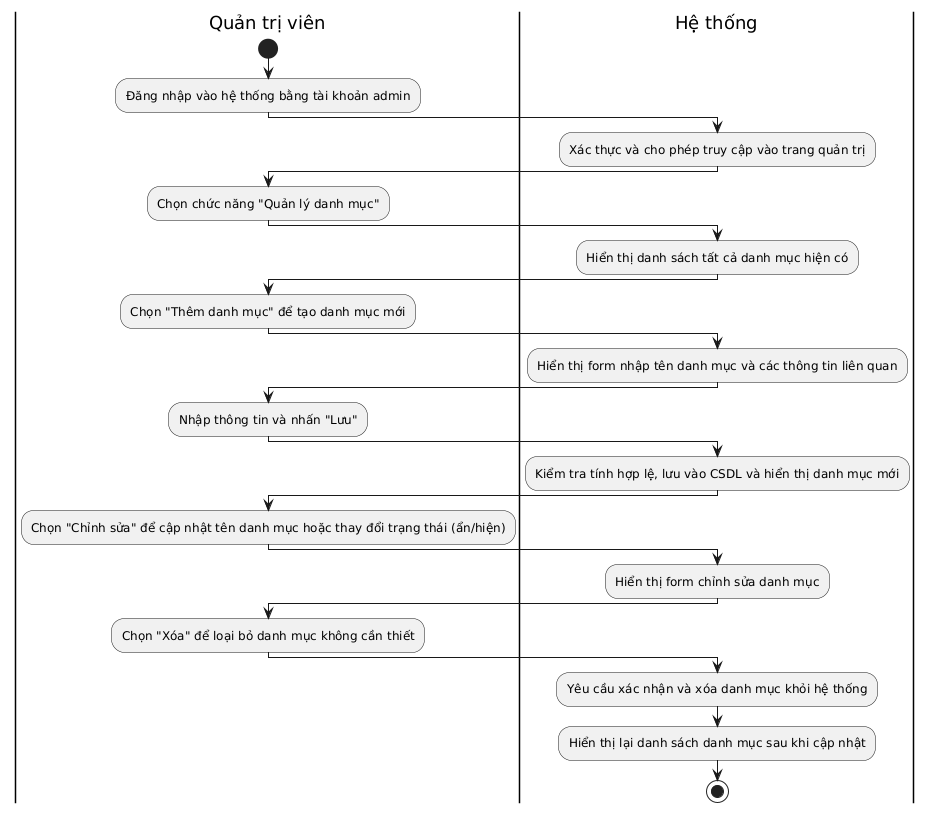 Quản trị viên
Hệ thống
Đăng nhập vào hệ thống bằng tài khoản admin
Xác thực và cho phép truy cập vào trang quản trị
Chọn chức năng "Quản lý danh mục"
Hiển thị danh sách tất cả danh mục hiện có
Chọn "Thêm danh mục" để tạo danh mục mới
Hiển thị form nhập tên danh mục và các thông tin liên quan
Nhập thông tin và nhấn "Lưu"
Kiểm tra tính hợp lệ, lưu vào CSDL và hiển thị danh mục mới
Chọn "Chỉnh sửa" để cập nhật tên danh mục hoặc thay đổi trạng thái (ẩn/hiện)
Hiển thị form chỉnh sửa danh mục
Chọn "Xóa" để loại bỏ danh mục không cần thiết
Yêu cầu xác nhận và xóa danh mục khỏi hệ thống
Hiển thị lại danh sách danh mục sau khi cập nhật